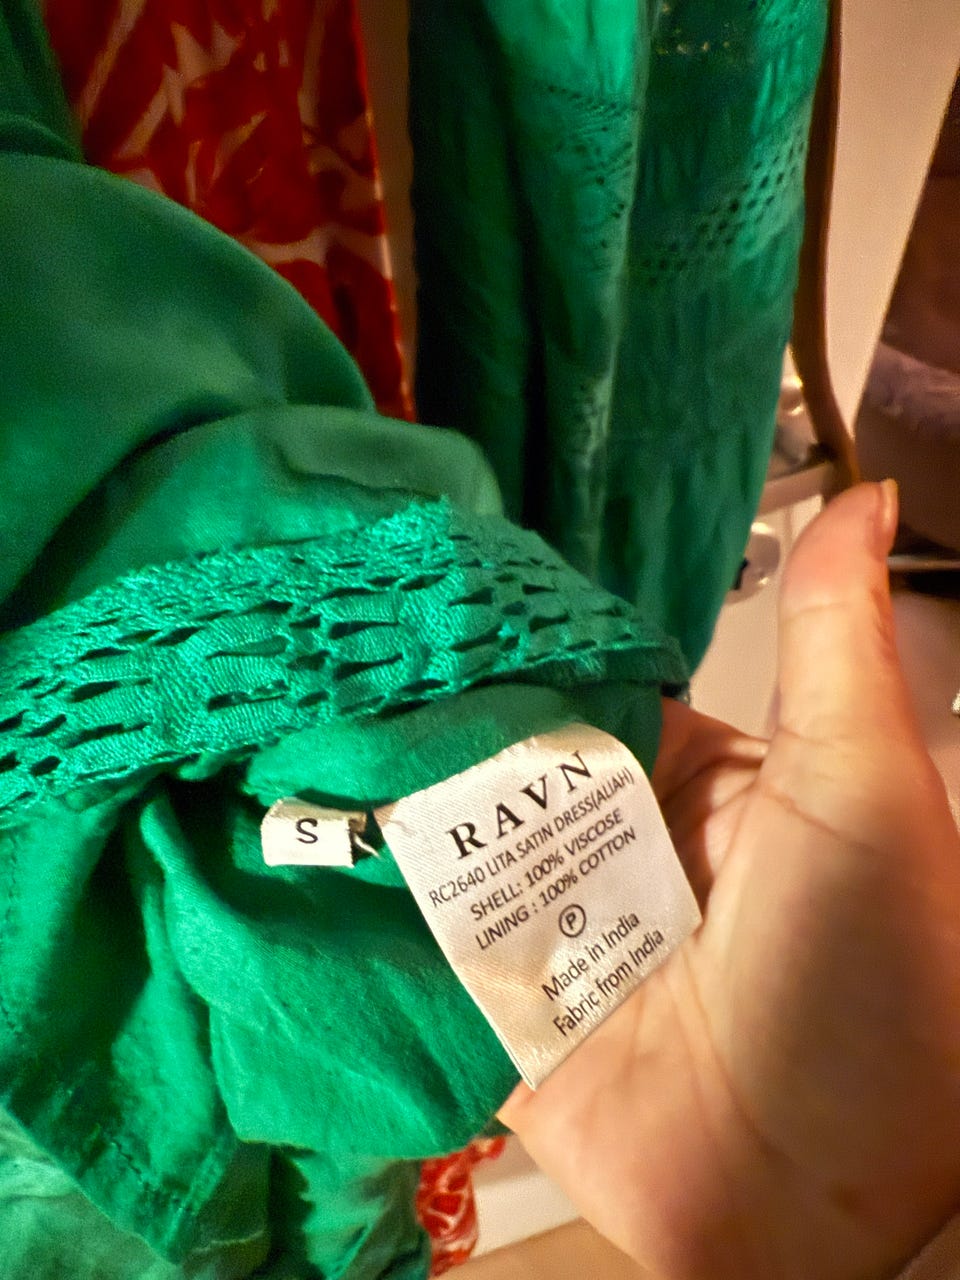 S
RAVN
RC2640 LITA SATIN DRESS(ALIAH)
SHELL: 100% VISCOSE
LINING : 100% COTTON
P
Made in India
Fabric from India